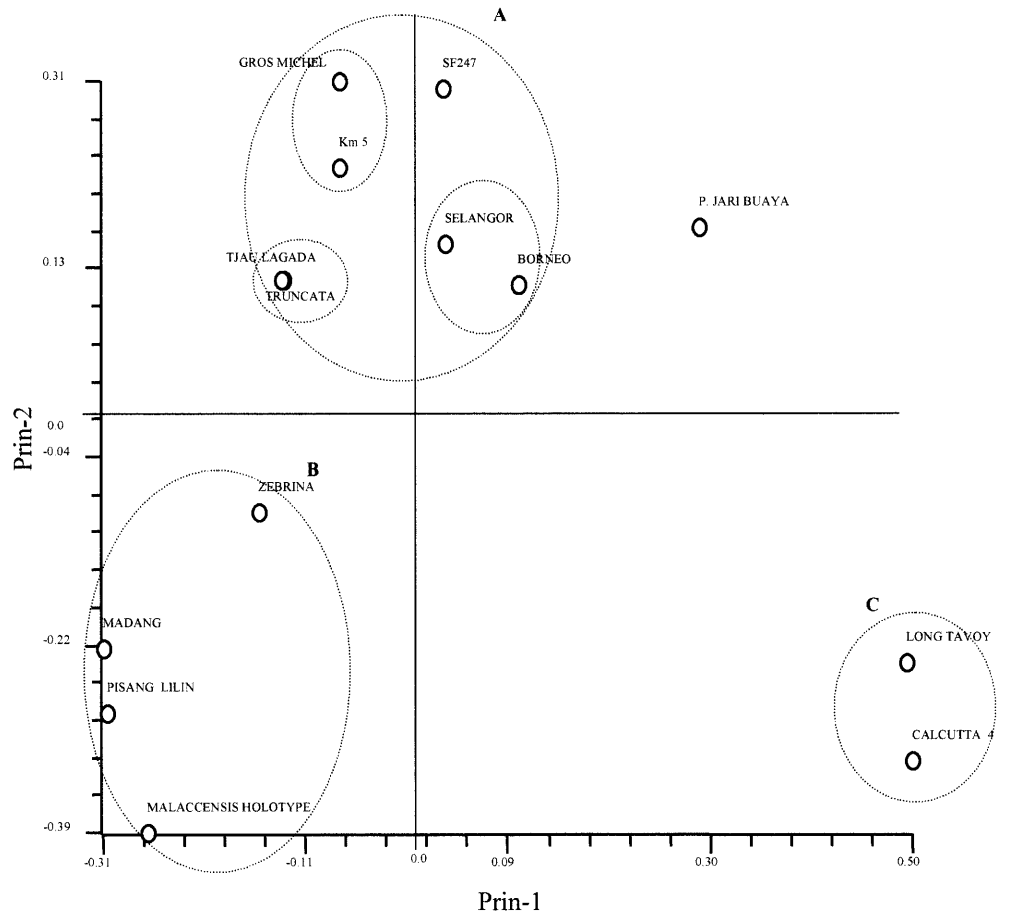 A
GROS MICHEL
SF247
0.31
Km 5
P. JARI BUAYA
SELANGOR
TJAU LAGADA
BORNEO
0.13
TRUNCATA
Prin-2
0.0
-0.04
B
ZEBRINA
C
MADANG
-0.22
LONG TAVOY
PISANG LILIN
CALCUTTA 4
MALACCENSIS HOLOTYPE
-0.39
-0.31
-0.11
0.0
0.09
0.30
0.50
Prin-1